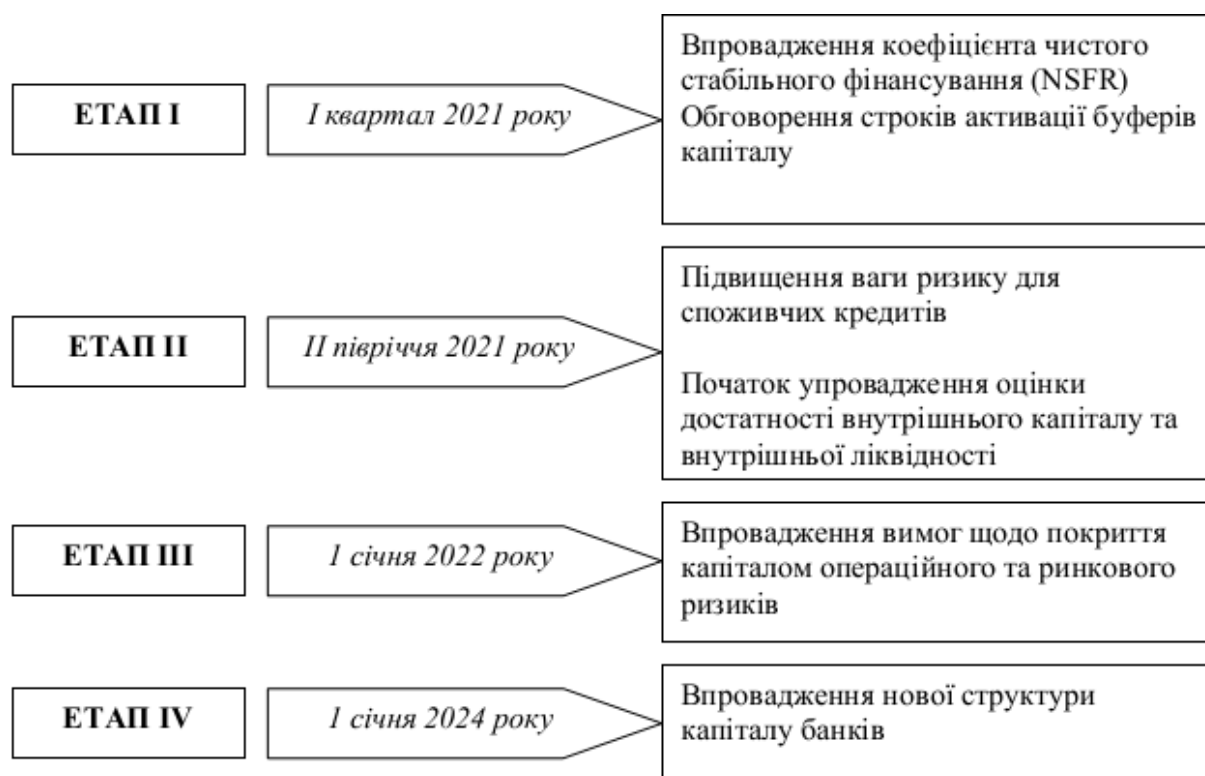 ЕТАП І
І квартал 2021 року
Впровадження коефіцієнта чистого
стабільного фінансування (NSFR)
Обговорення строків активації буферів
капіталу
ЕТАП ІІ
ІІ півріччя 2021 року
Підвищення ваги ризику для
споживчих кредитів
Початок упровадження оцінки
достатності внутрішнього капіталу та
внутрішньої ліквідності
ЕТАП ІІІ
1 січня 2022 року
Впровадження вимог щодо покриття
капіталом операційного та ринкового
ризиків
ЕТАП IV
1 січня 2024 року
Впровадження нової структури
капіталу банків